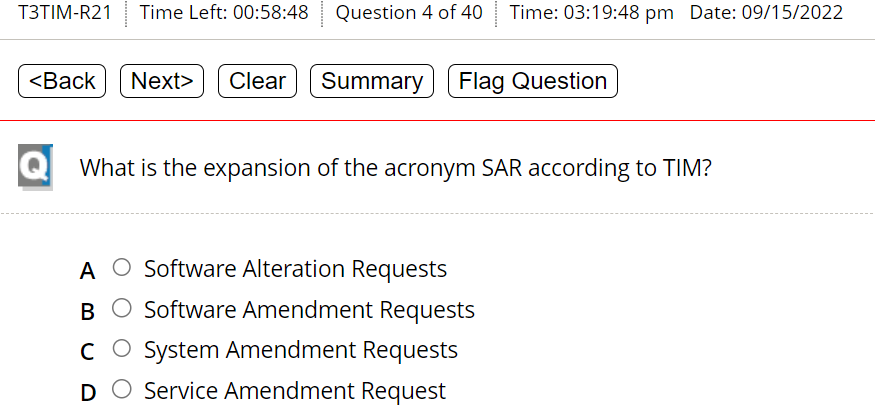 T3TIM-R21 Time Left: 00:58:48 Question 4 of 40 Time: 03:19:48 pm Date: 09/15/2022
<Back Next> Clear Summary Flag Question
Q What is the expansion of the acronym SAR according to TIM?
A Software Alteration Requests
B Software Amendment Requests
C System Amendment Requests
D Service Amendment Request